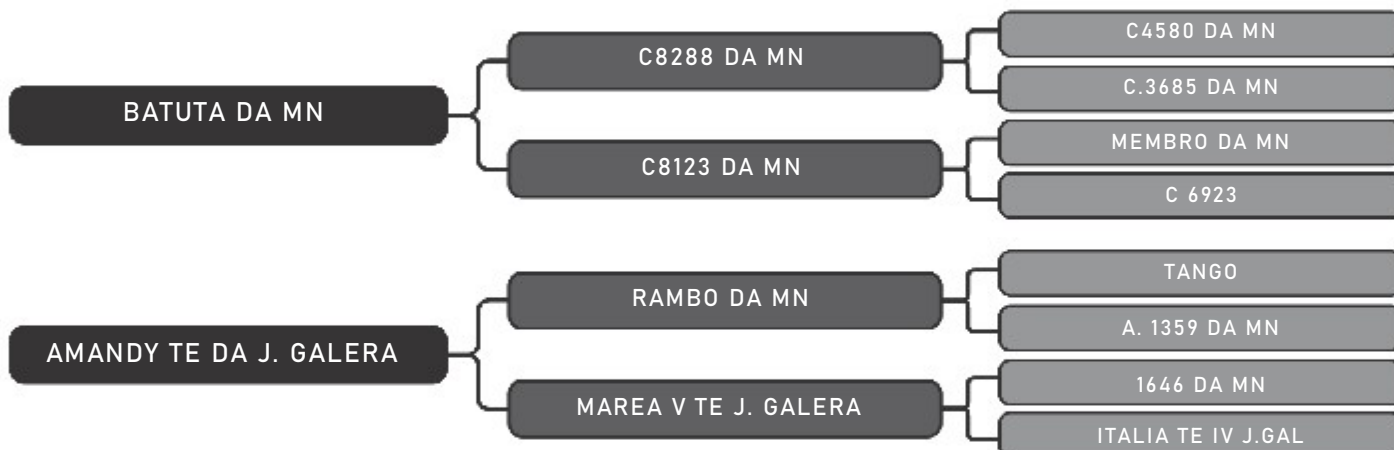 BATUTA DA MN
C8288 DA MN
C4580 DA MN
C.3685 DA MN
C8123 DA MN
MEMBRO DA MN
C 6923
AMANDY TE DA J. GALERA
RAMBO DA MN
TANGO
A. 1359 DA MN
MAREA V TE J. GALERA
1646 DA MN
ITALIA TE IV J.GAL